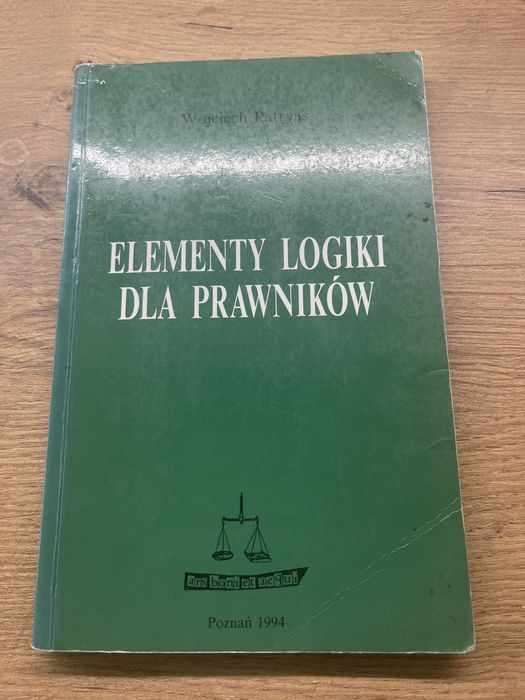 Wojciech Patryas
ELEMENTY LOGIKI
DLA PRAWNIKÓW
ars boni et aequi
Poznań 1994